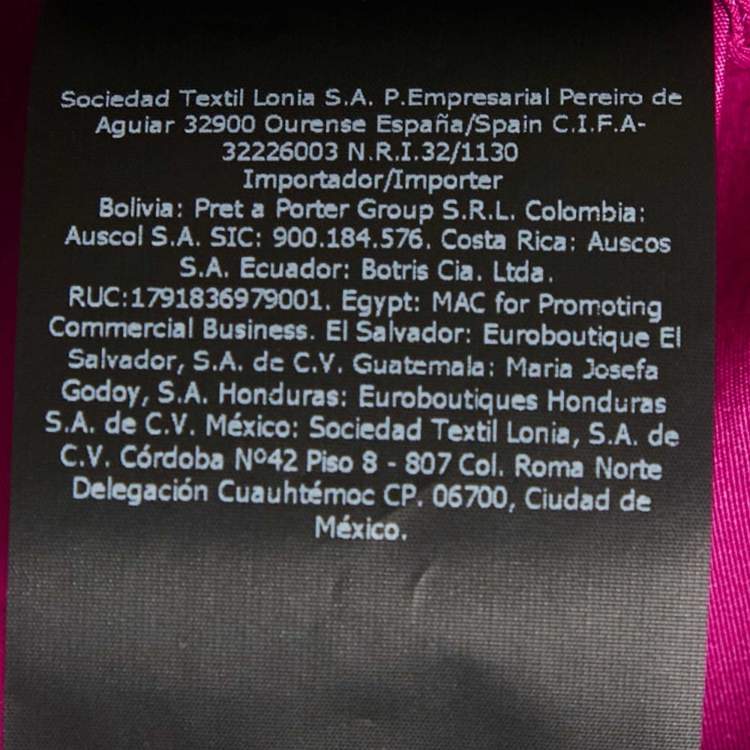 Sociedad Textil Lonia S.A. P.Empresarial Pereiro de
Aguiar 32900 Ourense España/Spain C.I.F.A-
32226003 N.R.I.32/1130
Importador/Importer
Bolivia: Pret a Porter Group S.R.L. Colombia:
Auscol S.A. SIC: 900.184.576. Costa Rica: Auscos
S.A. Ecuador: Botris Cia. Ltda.
RUC:1791836979001. Egypt: MAC for Promoting
Commercial Business. El Salvador: Euroboutique El
Salvador, S.A. de C.V. Guatemala: Maria Josefa
Godoy, S.A. Honduras: Euroboutiques Honduras
S.A. de C.V. México: Sociedad Textil Lonia, S.A. de
C.V. Córdoba Nº42 Piso 8 - 807 Col. Roma Norte
Delegación Cuauhtémoc CP. 06700, Ciudad de
México.